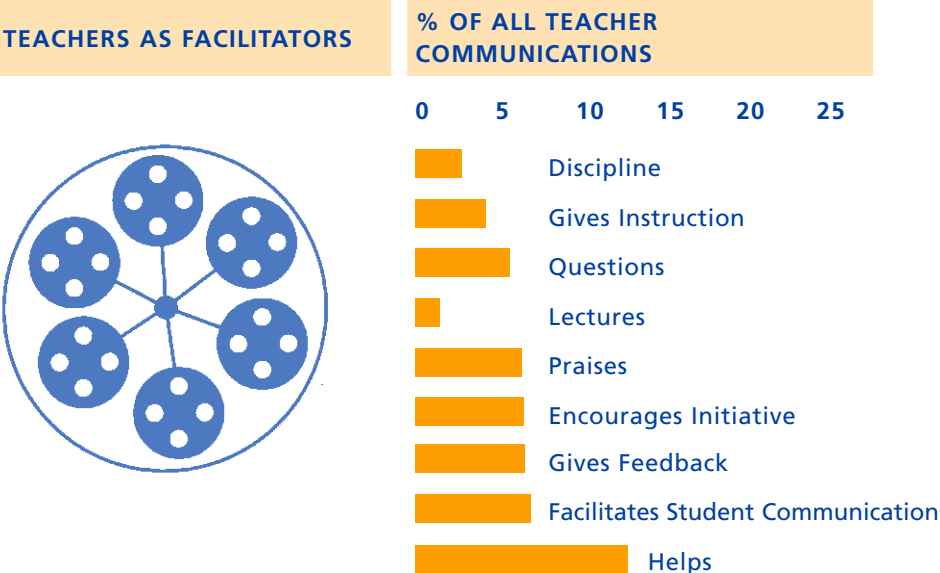 TEACHERS AS FACILITATORS
% OF ALL TEACHER
COMMUNICATIONS
0 5 10 15 20 25
Discipline
Gives Instruction
Questions
Lectures
Praises
Encourages Initiative
Gives Feedback
Facilitates Student Communication
Helps